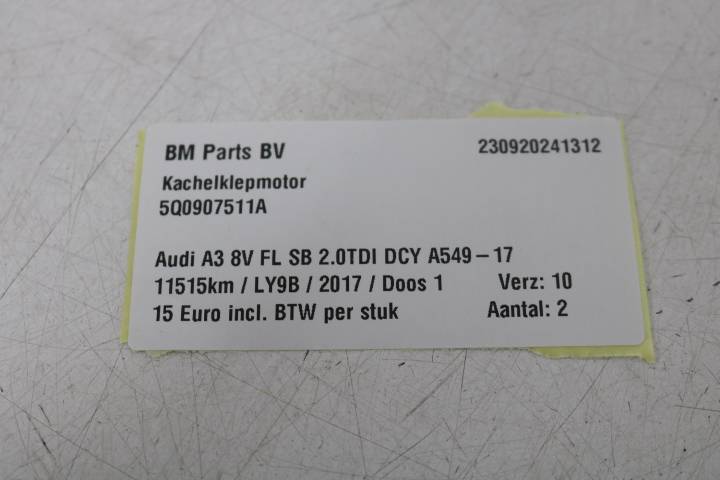 BM Parts BV 230920241312
Kachelklepmotor
5Q0907511A
Audi A3 8V FL SB 2.0TDI DCY A549-17
11515km / LY9B / 2017 / Doos 1 Verz: 10
15 Euro incl. BTW per stuk Aantal: 2